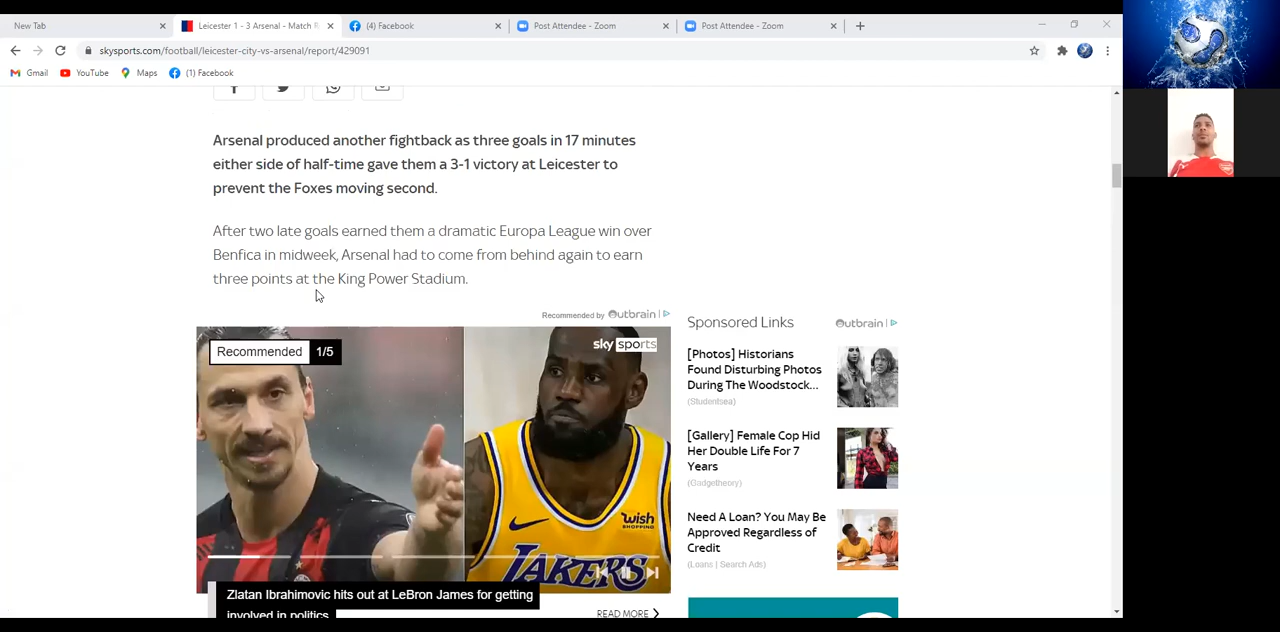 New Tab
Leicester 1 - 3 Arsenal - Match R
(4) Facebook
Post Attendee - Zoom
Post Attendee - Zoom
skysports.com/football/leicester-city-vs-arsenal/report/429091
Gmail
YouTube
Maps
(1) Facebook
Arsenal produced another fightback as three goals in 17 minutes
either side of half-time gave them a 3-1 victory at Leicester to
prevent the Foxes moving second.
After two late goals earned them a dramatic Europa League win over
Benfica in midweek, Arsenal had to come from behind again to earn
three points at the King Power Stadium.
Recommended by Outbrain
Recommended 1/5
sky sports
wish
SHOPPING
LAKERS
Zlatan Ibrahimovic hits out at LeBron James for getting
involved in politics
READ MORE
Sponsored Links
Outbrain
[Photos] Historians
Found Disturbing Photos
During The Woodstock...
(Studentsea)
[Gallery] Female Cop Hid
Her Double Life For 7
Years
(Gadgetheory)
Need A Loan? You May Be
Approved Regardless of
Credit
(Loans | Search Ads)